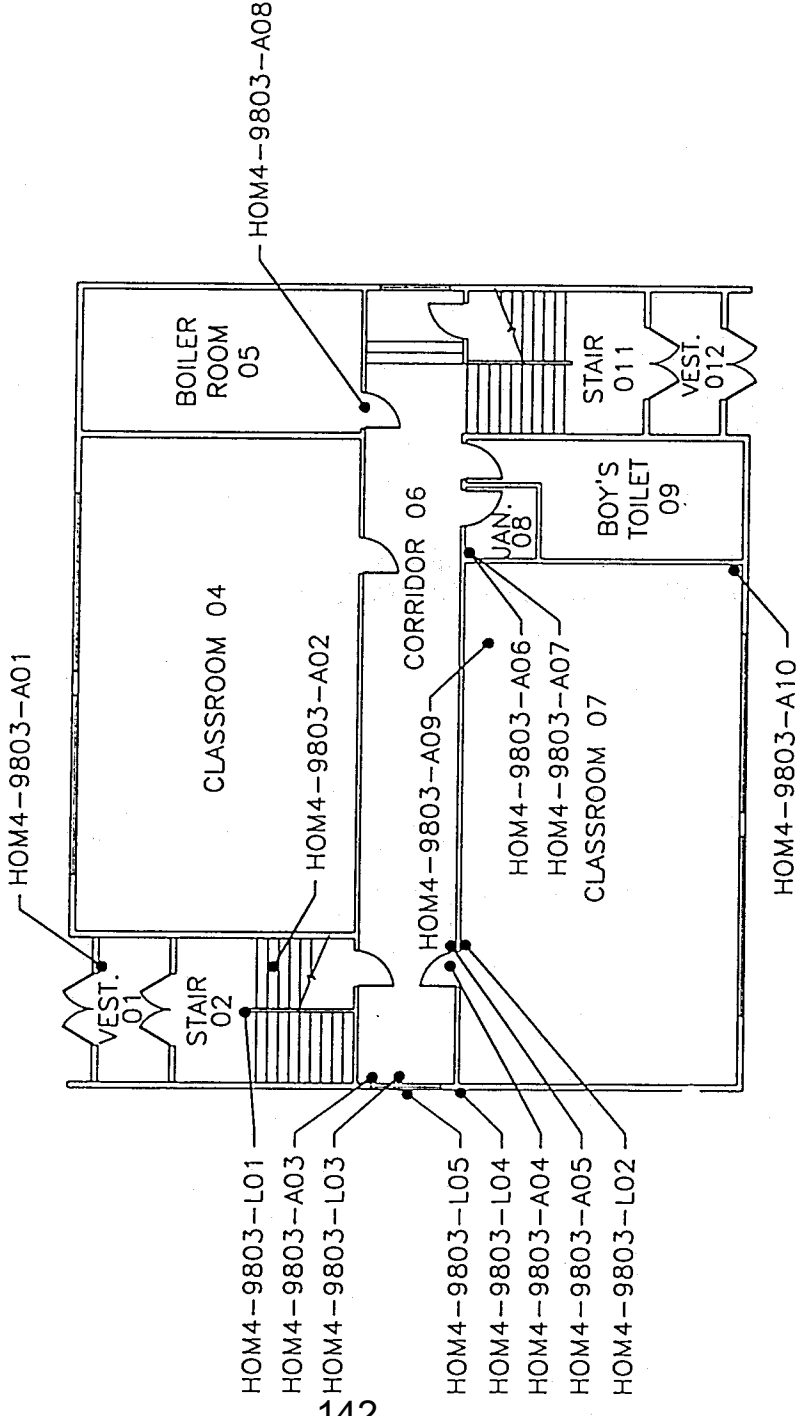 HOM4-9803-A01
HOM4-9803-A08
VEST.
01
STAIR
02
CLASSROOM 04
BOILER
ROOM
05
HOM4-9803-A02
HOM4-9803-L01
HOM4-9803-A03
HOM4-9803-L03
CORRIDOR 06
HOM4-9803-L05
HOM4-9803-L04
HOM4-9803-A04
HOM4-9803-A05
HOM4-9803-L02
HOM4-9803-A09
HOM4-9803-A06
HOM4-9803-A07
CLASSROOM 07
JAN.
08
BOY'S
TOILET
09
STAIR
011
VEST.
012
HOM4-9803-A10
142